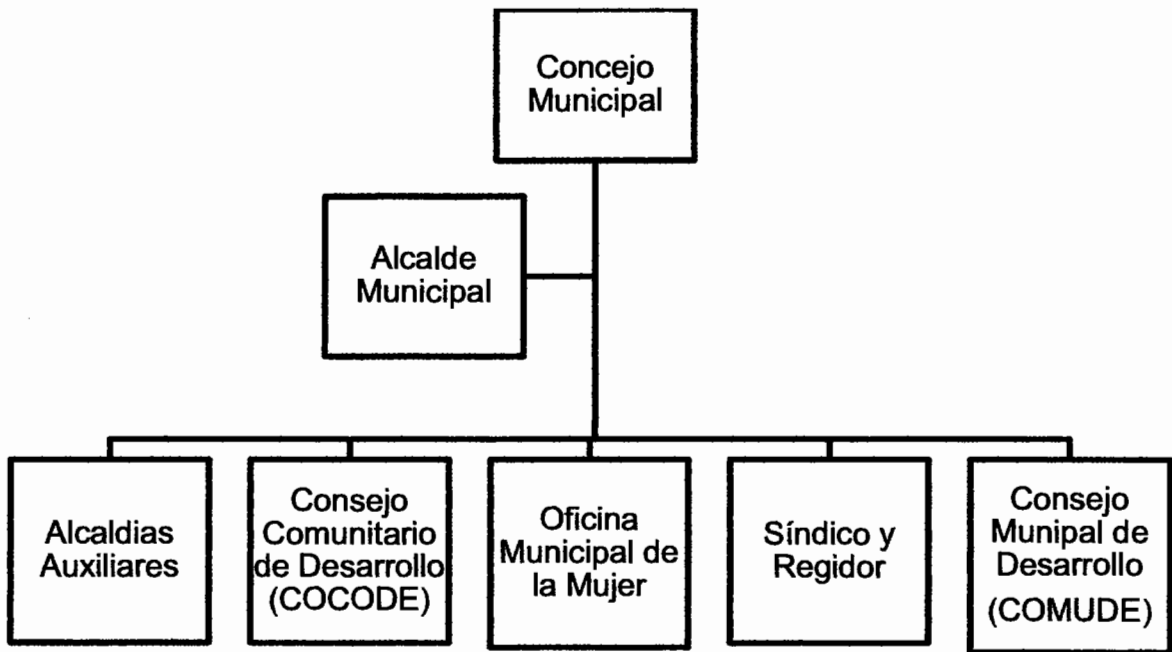 Concejo
Municipal
Alcalde
Municipal
Alcaldias
Auxiliares
Consejo
Comunitario
de Desarrollo
(COCODE)
Oficina
Municipal de
la Mujer
Síndico y
Regidor
Consejo
Munipal de
Desarrollo
(COMUDE)